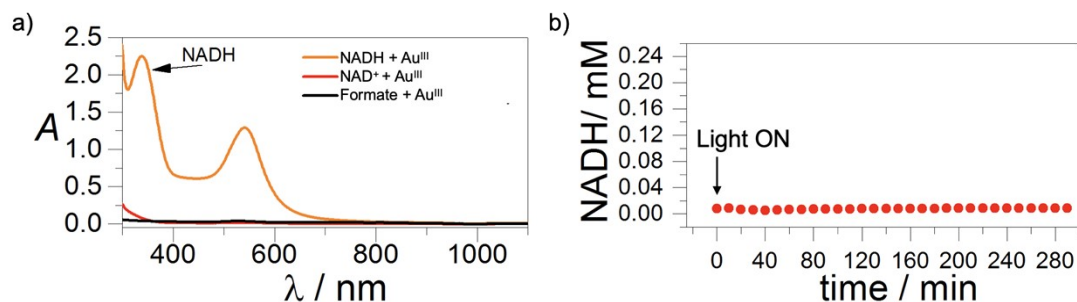 a)
2.5
2.0
1.5
1.0
0.5
0.0
A
NADH
NADH + Auᴵᴵᴵ
NAD⁺ + Auᴵᴵᴵ
Formate + Auᴵᴵᴵ
400 600 800 1000
λ / nm
b)
0.24
0.20
0.16
0.12
0.08
0.04
0.00
NADH/ mM
Light ON
0 40 80 120 160 200 240 280
time / min